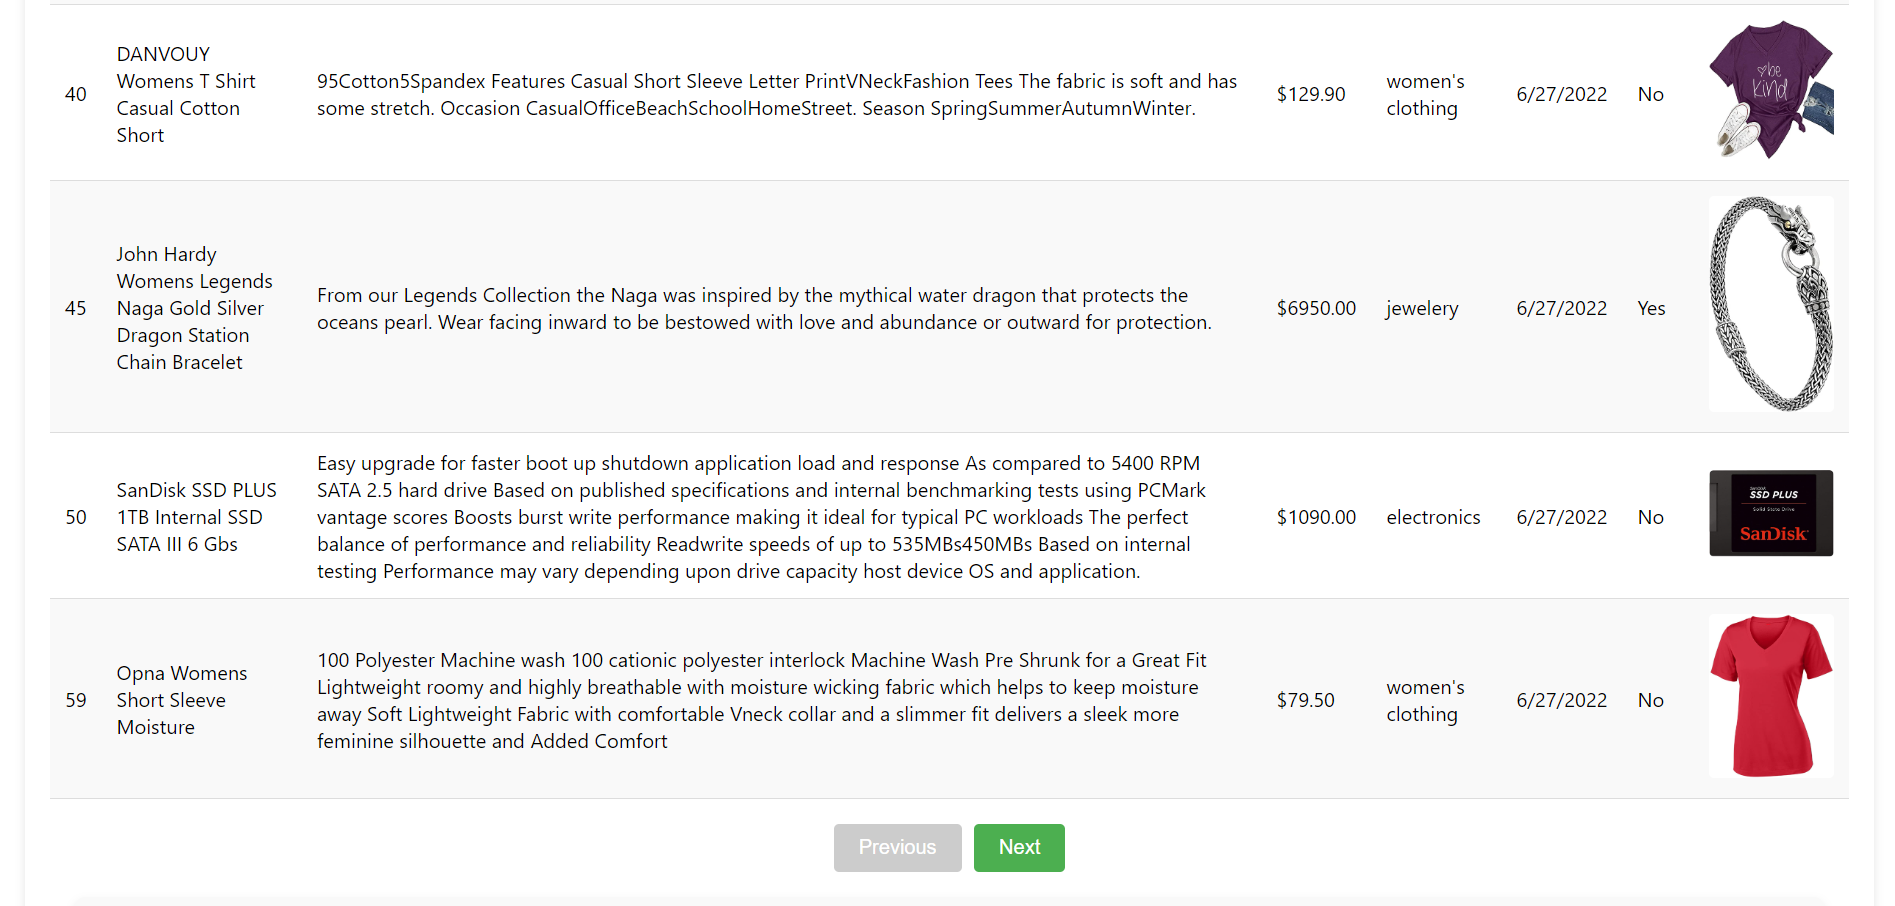 40
DANVOUY
Womens T Shirt
Casual Cotton
Short
95Cotton5Spandex Features Casual Short Sleeve Letter PrintVNeckFashion Tees The fabric is soft and has
some stretch. Occasion CasualOfficeBeachSchoolHomeStreet. Season SpringSummerAutumnWinter.
$129.90
women's
clothing
6/27/2022
No
be
kind
45
John Hardy
Womens Legends
Naga Gold Silver
Dragon Station
Chain Bracelet
From our Legends Collection the Naga was inspired by the mythical water dragon that protects the
oceans pearl. Wear facing inward to be bestowed with love and abundance or outward for protection.
$6950.00
jewelery
6/27/2022
Yes
50
SanDisk SSD PLUS
1TB Internal SSD
SATA III 6 Gbs
Easy upgrade for faster boot up shutdown application load and response As compared to 5400 RPM
SATA 2.5 hard drive Based on published specifications and internal benchmarking tests using PCMark
vantage scores Boosts burst write performance making it ideal for typical PC workloads The perfect
balance of performance and reliability Readwrite speeds of up to 535MBs450MBs Based on internal
testing Performance may vary depending upon drive capacity host device OS and application.
$1090.00
electronics
6/27/2022
No
SanDisk
SSD PLUS
Solid State Drive
SanDisk
59
Opna Womens
Short Sleeve
Moisture
100 Polyester Machine wash 100 cationic polyester interlock Machine Wash Pre Shrunk for a Great Fit
Lightweight roomy and highly breathable with moisture wicking fabric which helps to keep moisture
away Soft Lightweight Fabric with comfortable Vneck collar and a slimmer fit delivers a sleek more
feminine silhouette and Added Comfort
$79.50
women's
clothing
6/27/2022
No
Previous
Next